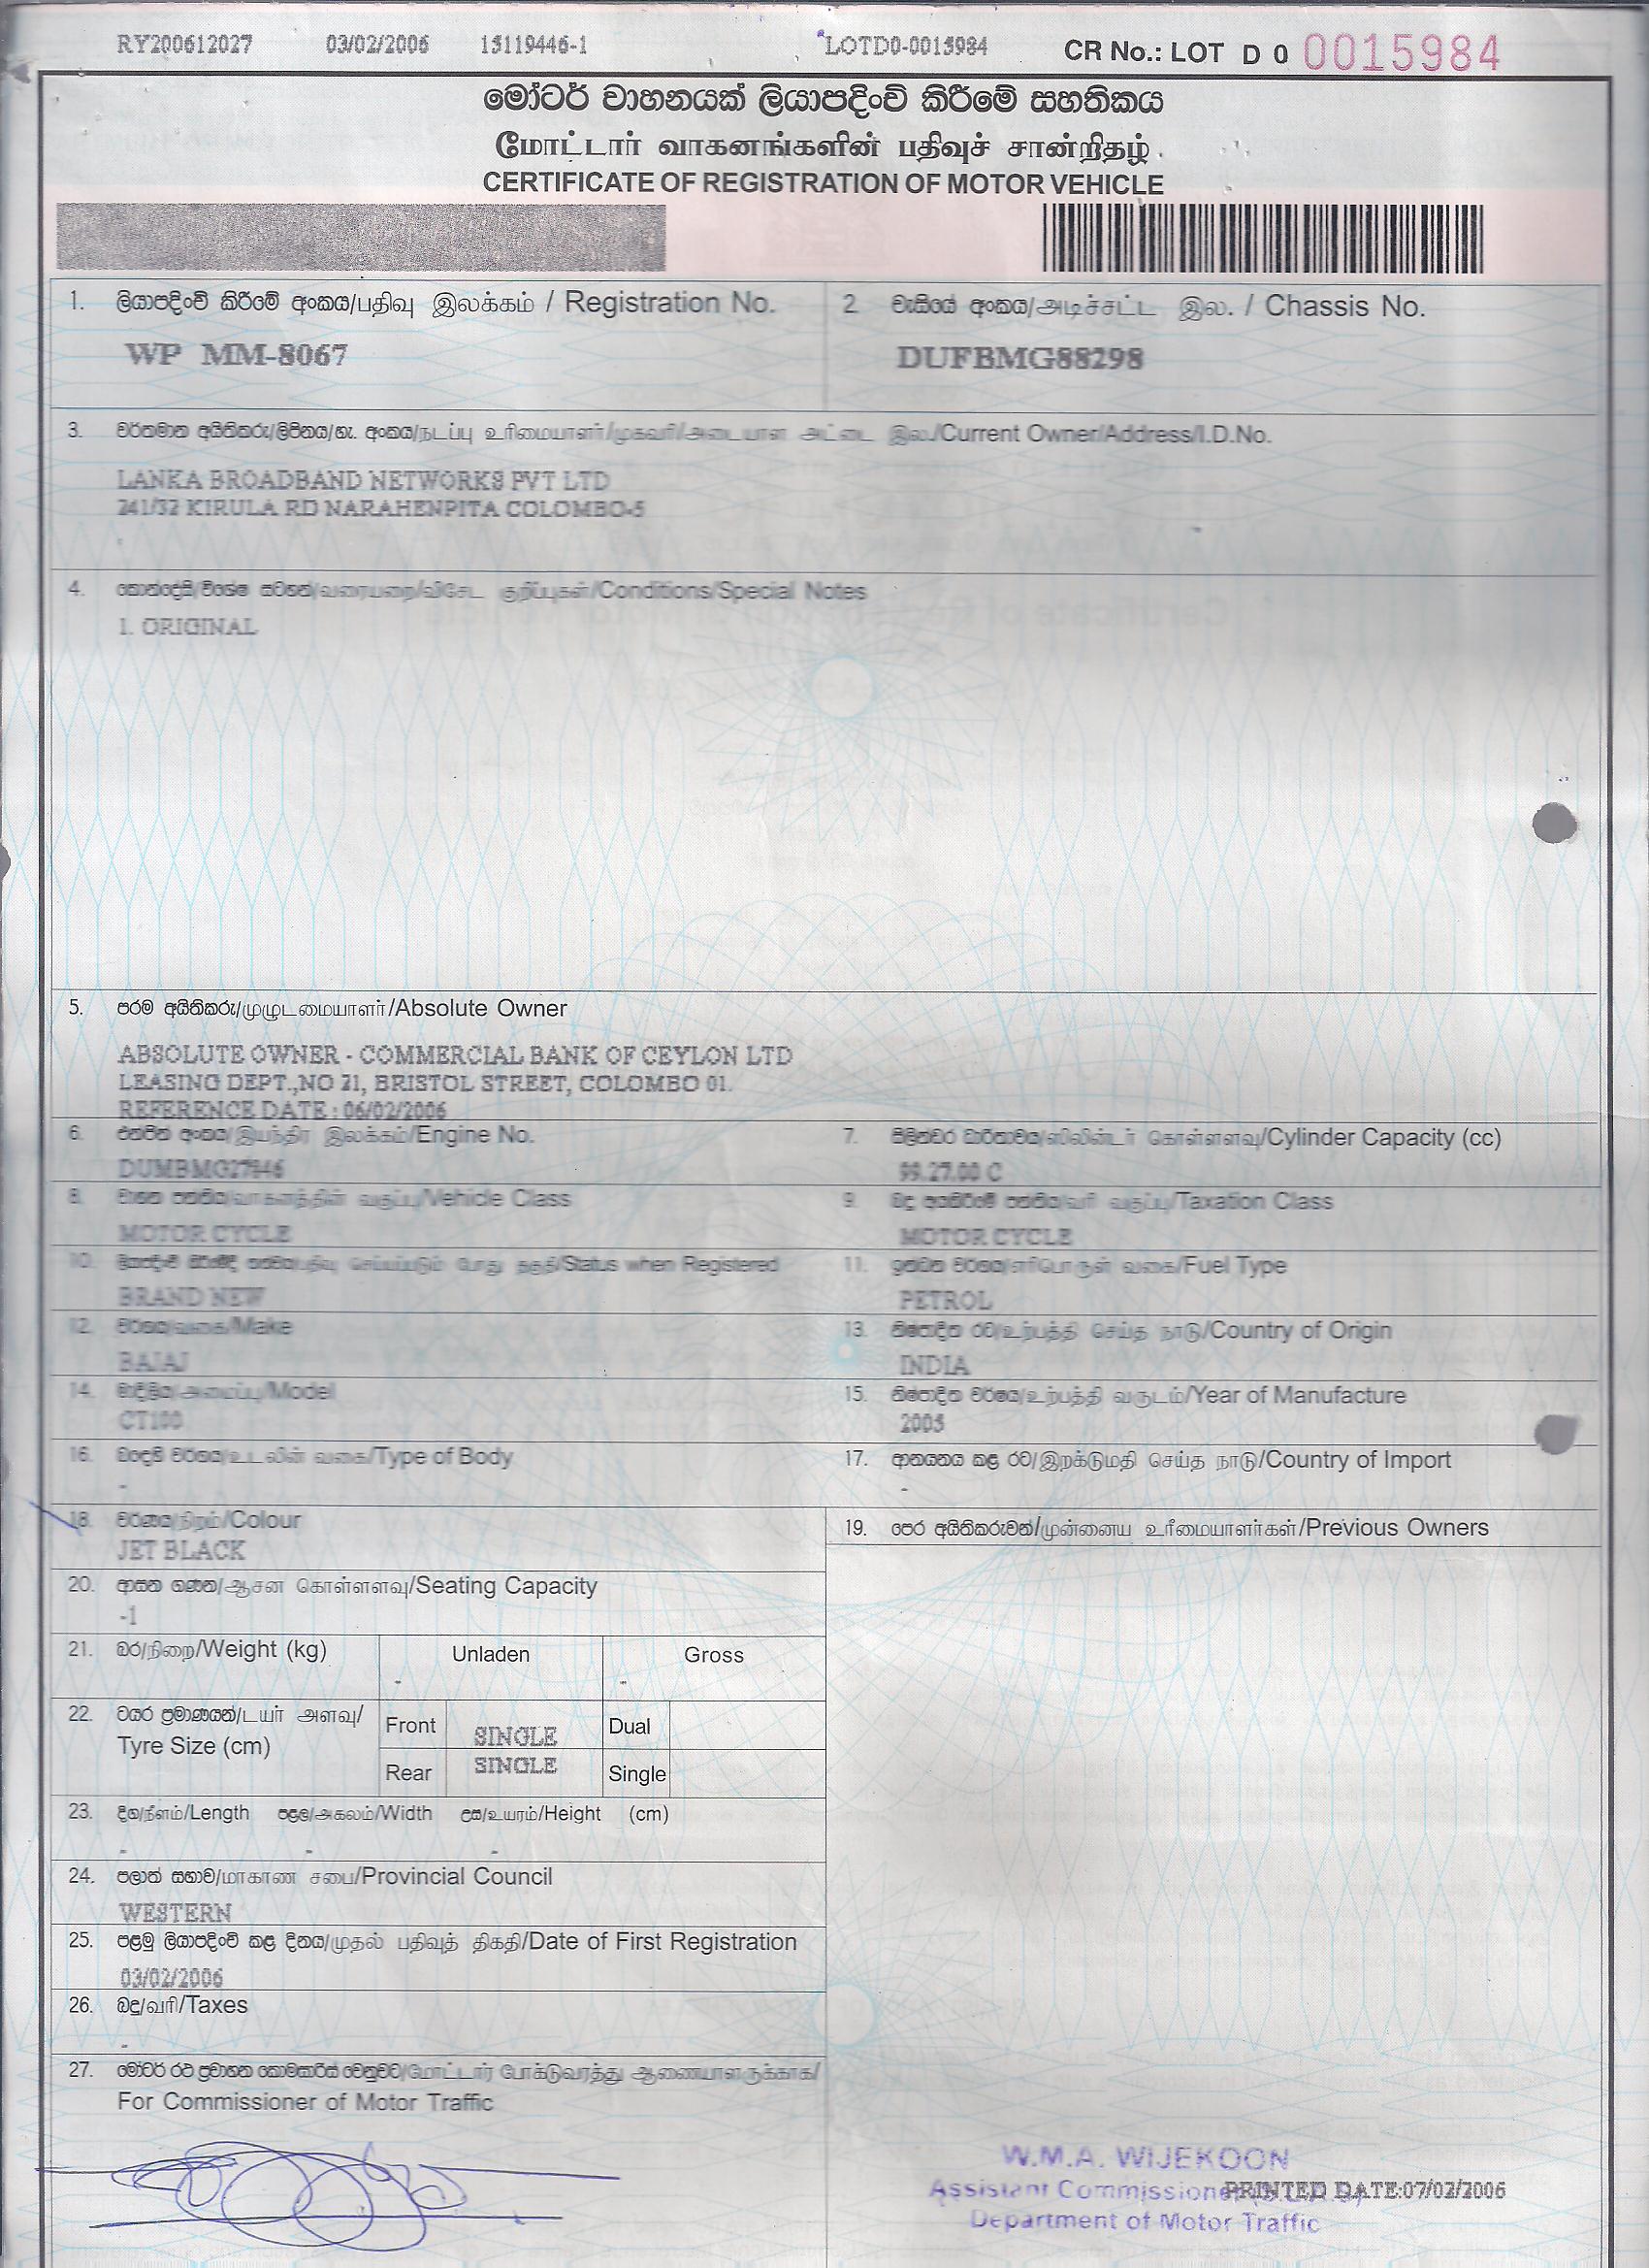 RY200612027 03/02/2006 15119446-1 *LOTD0-0015984 CR No.: LOT D 0 0015984
මෝටර් වාහනයක් ලියාපදිංචි කිරීමේ සහතිකය
மோட்டார் வாகனங்களின் பதிவுச் சான்றிதழ்
CERTIFICATE OF REGISTRATION OF MOTOR VEHICLE
1. ලියාපදිංචි කිරීමේ අංකය/பதிவு இலக்கம் / Registration No.
WP MM-8067
2 චැසියේ අංකය/அடிச்சட்ட இல. / Chassis No.
DUFBMG88298
3. වර්තමාන අයිතිකරු/ලිපිනය/හැ. අංකය/நடப்பு உரிமையாளர்/முகவரி/அடையாள அட்டை இல./Current Owner/Address/I.D.No.
LANKA BROADBAND NETWORKS PVT LTD
241/32 KIRULA RD NARAHENPITA COLOMBO-5
4. කොන්දේසි/විශේෂ සටහන්/வரையறை/விசேட குறிப்புகள்/Conditions/Special Notes
1. ORIGINAL
5. පරම අයිතිකරු/முழுடமையாளர்/Absolute Owner
ABSOLUTE OWNER - COMMERCIAL BANK OF CEYLON LTD
LEASING DEPT.,NO 21, BRISTOL STREET, COLOMBO 01.
REFERENCE DATE : 06/02/2006
6. එන්ජින් අංකය/இயந்திர இலக்கம்/Engine No.
7. சிலிண்டர் கொள்ளளவு/Cylinder Capacity (cc)
99.27.00 C
8. වාහන පන්තිය/வாகனத்தின் வகுப்பு/Vehicle Class
MOTOR CYCLE
9. බදු අයකිරීමේ පන්තිය/வரி வகுப்பு/Taxation Class
MOTOR CYCLE
10. Status when Registered
BRAND NEW
11. ඉන්ධන වර්ගය/எரிபொருள் வகை/Fuel Type
PETROL
12. වර්ගය/வகை/Make
BAJAJ
13. නිෂ්පාදිත රට/உற்பத்தி செய்த நாடு/Country of Origin
INDIA
14. මාදිලිය/அமைப்பு/Model
CT100
15. නිෂ්පාදිත වර්ෂය/உற்பத்தி வருடம்/Year of Manufacture
2005
16. බඳෙහි වර්ගය/உடலின் வகை/Type of Body
-
17. ආනයනය කළ රට/இறக்குமதி செய்த நாடு/Country of Import
-
18. වර්ණය/நிறம்/Colour
JET BLACK
19. පෙර අයිතිකරුවන්/முன்னைய உரிமையாளர்கள்/Previous Owners
20. ආසන ගණන/ஆசன கொள்ளளவு/Seating Capacity
-1
21. බර/நிறை/Weight (kg) Unladen Gross
- -
22. ටයර ප්‍රමාණයන්/டயர் அளவு/
Tyre Size (cm)
Front SINGLE Dual
Rear SINGLE Single
23. දිග/நீளம்/Length පළල/அகலம்/Width උස/உயரம்/Height (cm)
- - -
24. පලාත් සභාව/மாகாண சபை/Provincial Council
WESTERN
25. පළමු ලියාපදිංචි කළ දිනය/முதல் பதிவுத் திகதி/Date of First Registration
03/02/2006
26. බදු/வரி/Taxes
-
27. මෝටර් රථ ප්‍රවාහන කොමසාරිස් වෙනුවට/மோட்டார் போக்குவரத்து ஆணையாளருக்காக/
For Commissioner of Motor Traffic
W.M.A. WIJEKOON
Assistant Commissioner PRINTED DATE:07/02/2006
Department of Motor Traffic